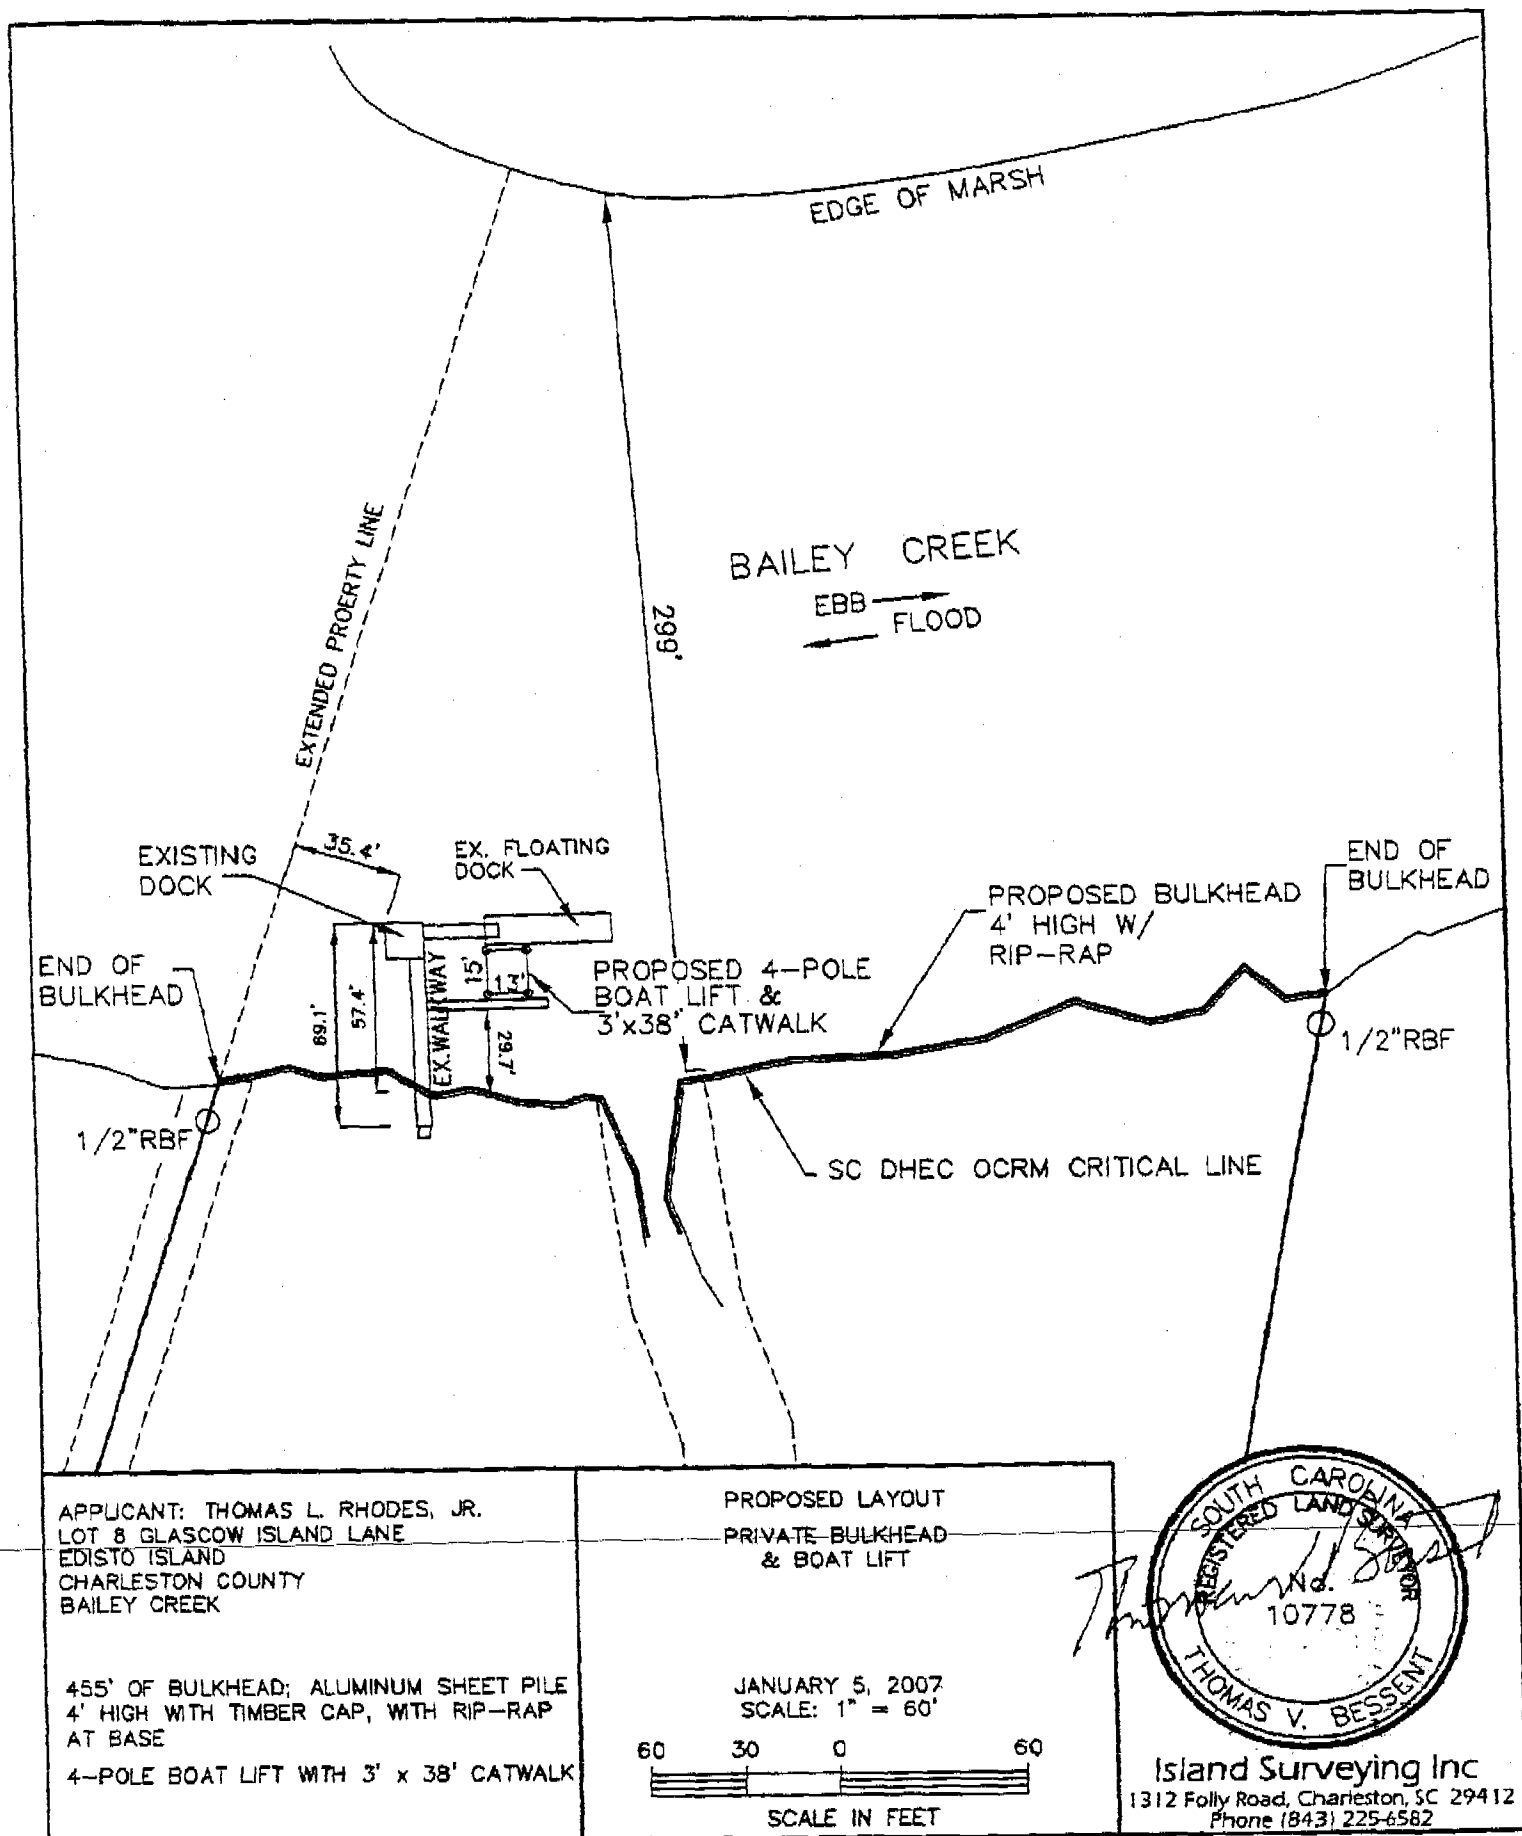 EDGE OF MARSH
EXTENDED PROERTY LINE
BAILEY CREEK
EBB
FLOOD
299'
35.4'
EXISTING
DOCK
EX. FLOATING
DOCK
END OF
BULKHEAD
PROPOSED BULKHEAD
4' HIGH W/
RIP-RAP
END OF
BULKHEAD
89.1'
57.4'
EX.WALKWAY
15'
13'
29.7'
PROPOSED 4-POLE
BOAT LIFT &
3'x38' CATWALK
1/2"RBF
1/2"RBF
SC DHEC OCRM CRITICAL LINE
APPLICANT: THOMAS L. RHODES, JR.
LOT 8 GLASCOW ISLAND LANE
EDISTO ISLAND
CHARLESTON COUNTY
BAILEY CREEK
455' OF BULKHEAD; ALUMINUM SHEET PILE
4' HIGH WITH TIMBER CAP, WITH RIP-RAP
AT BASE
4-POLE BOAT LIFT WITH 3' x 38' CATWALK
PROPOSED LAYOUT
PRIVATE BULKHEAD
& BOAT LIFT
JANUARY 5, 2007
SCALE: 1" = 60'
60 30 0 60
SCALE IN FEET
SOUTH CAROLINA
REGISTERED LAND SURVEYOR
No.
10778
THOMAS V. BESSENT
Island Surveying Inc
1312 Folly Road, Charleston, SC 29412
Phone (843) 225-6582